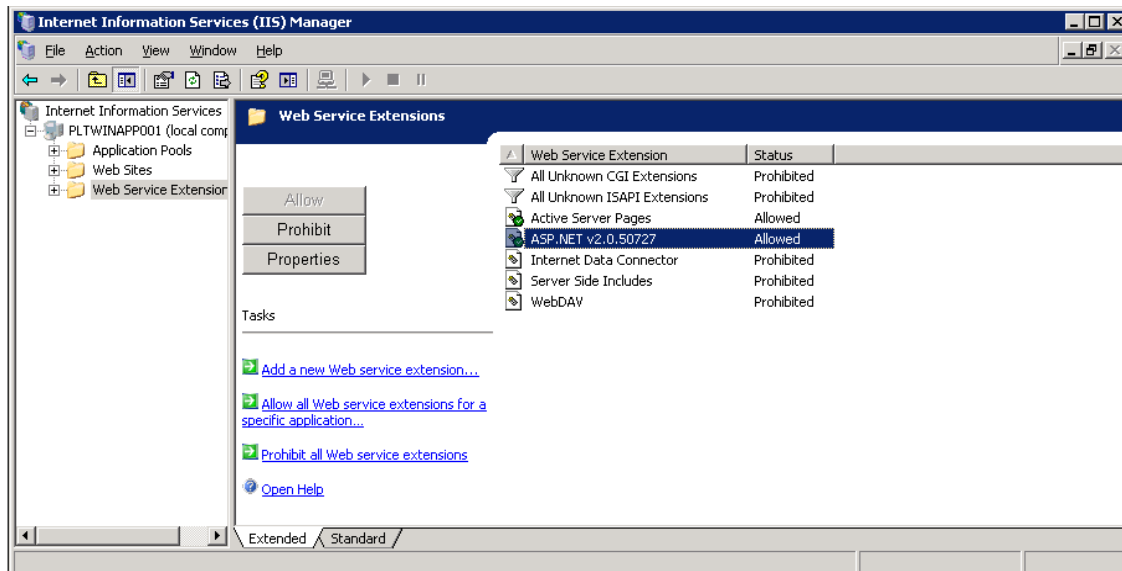 Internet Information Services (IIS) Manager
File Action View Window Help
Internet Information Services
PLTWINAPP001 (local comp
Application Pools
Web Sites
Web Service Extension
Web Service Extensions
Allow
Prohibit
Properties
Tasks
Add a new Web service extension...
Allow all Web service extensions for a
specific application...
Prohibit all Web service extensions
Open Help
Web Service Extension Status
All Unknown CGI Extensions Prohibited
All Unknown ISAPI Extensions Prohibited
Active Server Pages Allowed
ASP.NET v2.0.50727 Allowed
Internet Data Connector Prohibited
Server Side Includes Prohibited
WebDAV Prohibited
Extended Standard